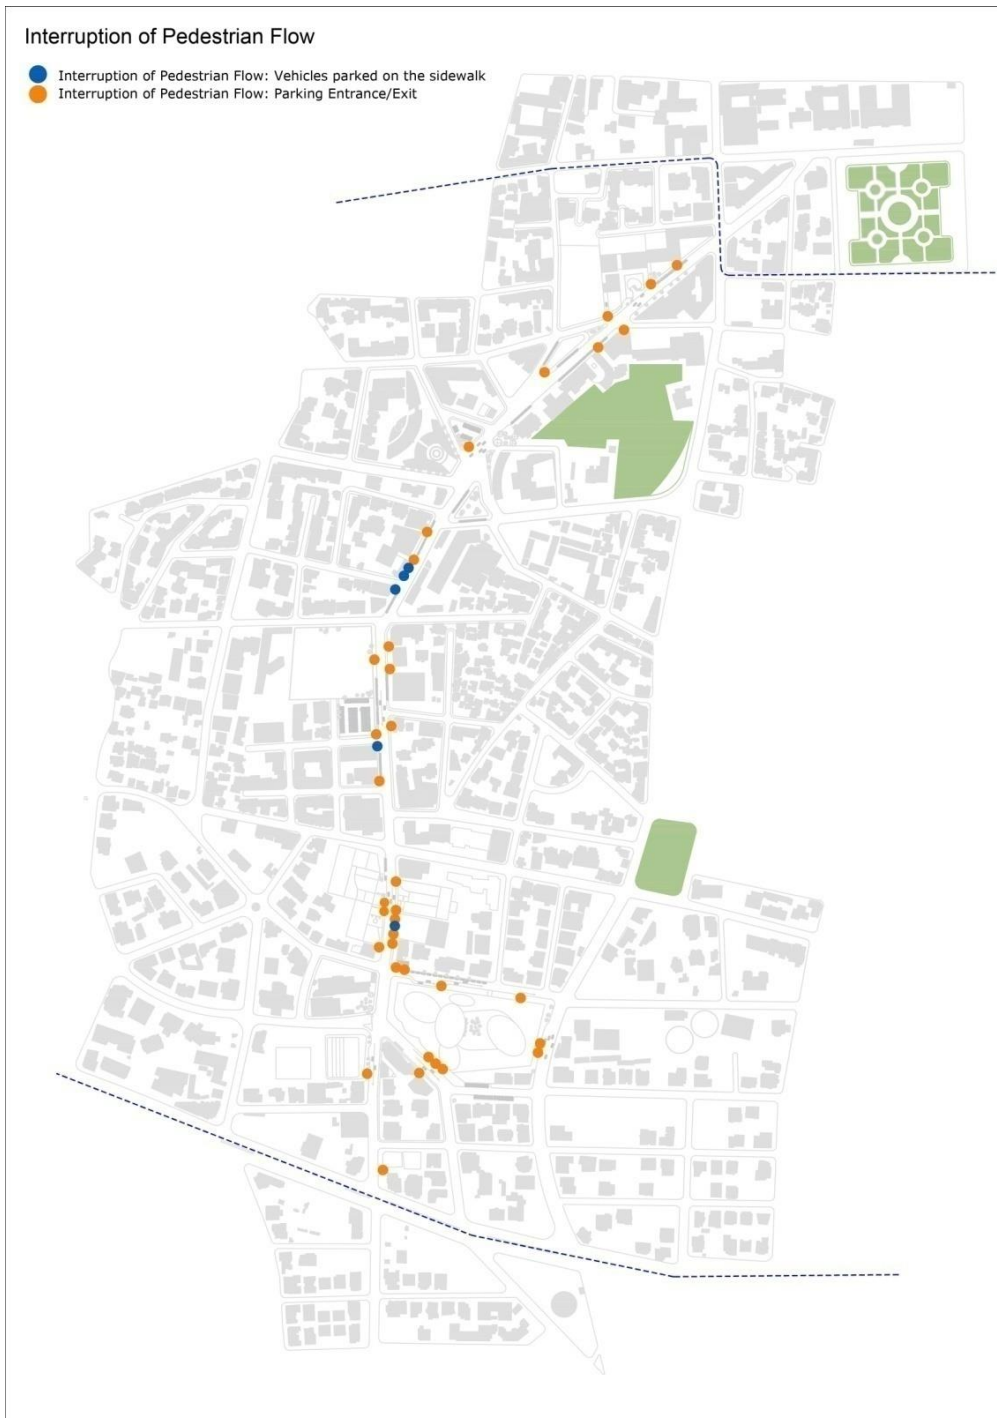 Interruption of Pedestrian Flow
Interruption of Pedestrian Flow: Vehicles parked on the sidewalk
Interruption of Pedestrian Flow: Parking Entrance/Exit